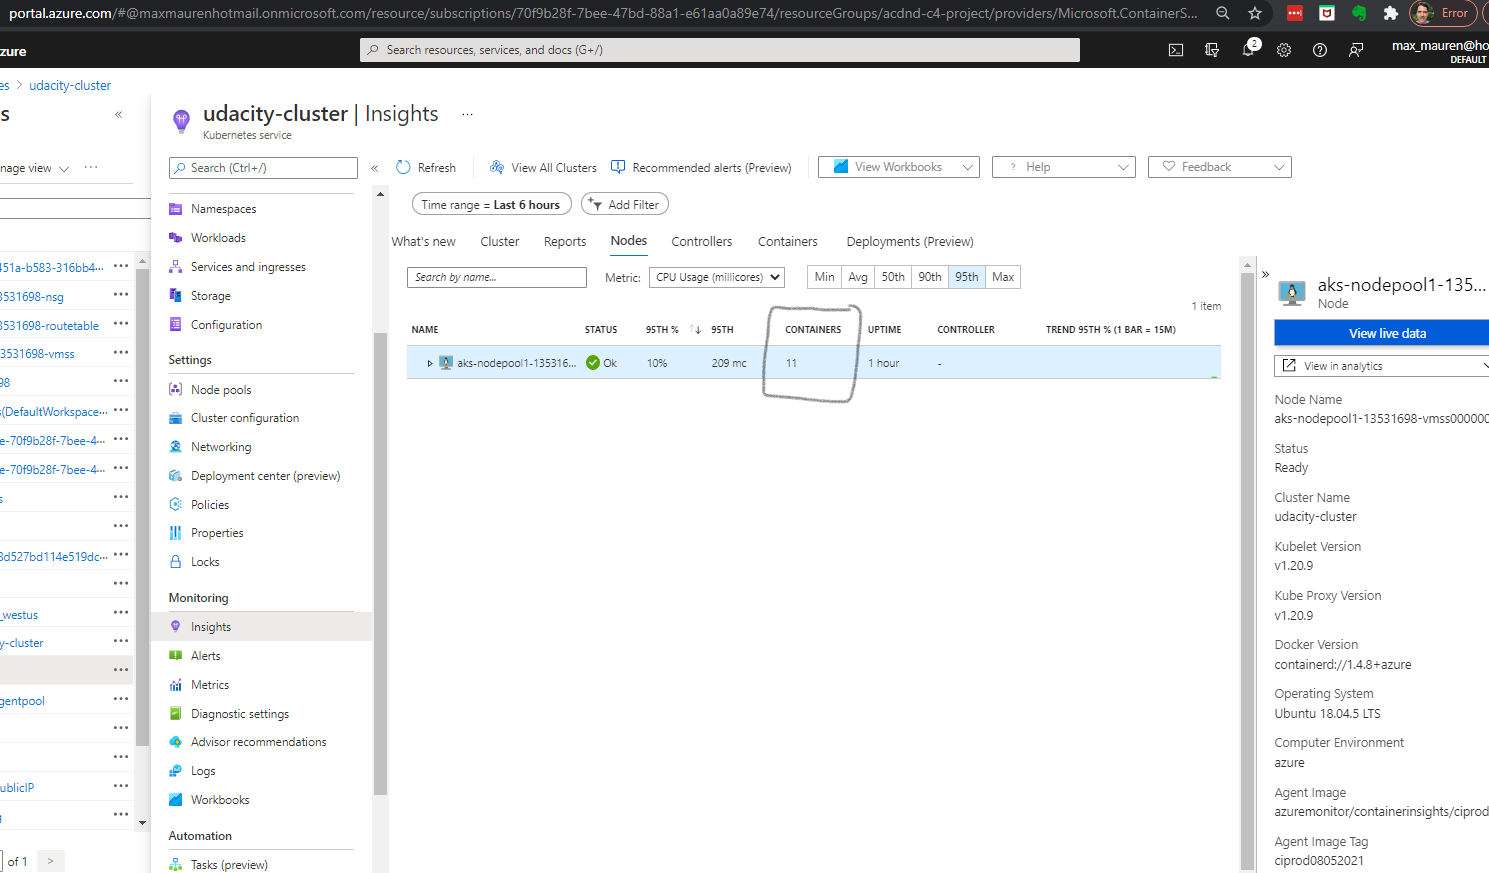 portal.azure.com/#@maxmaurenhotmail.onmicrosoft.com/resource/subscriptions/70f9b28f-7bee-47bd-88a1-e61aa0a89e74/resourceGroups/acdnd-c4-project/providers/Microsoft.ContainerS...
Error
zure
Search resources, services, and docs (G+/)
2
max_mauren@ho
DEFAULT
es > udacity-cluster
s
«
nage view
...
451a-b583-316bb4...
3531698-nsg
3531698-routetable
13531698-vmss
98
s(DefaultWorkspace...
e-70f9b28f-7bee-4...
e-70f9b28f-7bee-4...
s
8d527bd114e519dc...
_westus
y-cluster
gentpool
ublicIP
of 1 >
udacity-cluster | Insights ...
Kubernetes service
Search (Ctrl+/)
«
Namespaces
Workloads
Services and ingresses
Storage
Configuration
Settings
Node pools
Cluster configuration
Networking
Deployment center (preview)
Policies
Properties
Locks
Monitoring
Insights
Alerts
Metrics
Diagnostic settings
Advisor recommendations
Logs
Workbooks
Automation
Tasks (preview)
Refresh
View All Clusters
Recommended alerts (Preview)
View Workbooks
? Help
Feedback
Time range = Last 6 hours
Add Filter
What's new
Cluster
Reports
Nodes
Controllers
Containers
Deployments (Preview)
Search by name...
Metric:
CPU Usage (millicores)
Min
Avg
50th
90th
95th
Max
1 item
NAME STATUS 95TH % ↑↓ 95TH CONTAINERS UPTIME CONTROLLER TREND 95TH % (1 BAR = 15M)
aks-nodepool1-135316... Ok 10% 209 mc 11 1 hour -
»
aks-nodepool1-135...
Node
View live data
View in analytics
Node Name
aks-nodepool1-13531698-vmss000000
Status
Ready
Cluster Name
udacity-cluster
Kubelet Version
v1.20.9
Kube Proxy Version
v1.20.9
Docker Version
containerd://1.4.8+azure
Operating System
Ubuntu 18.04.5 LTS
Computer Environment
azure
Agent Image
azuremonitor/containerinsights/ciprod
Agent Image Tag
ciprod08052021